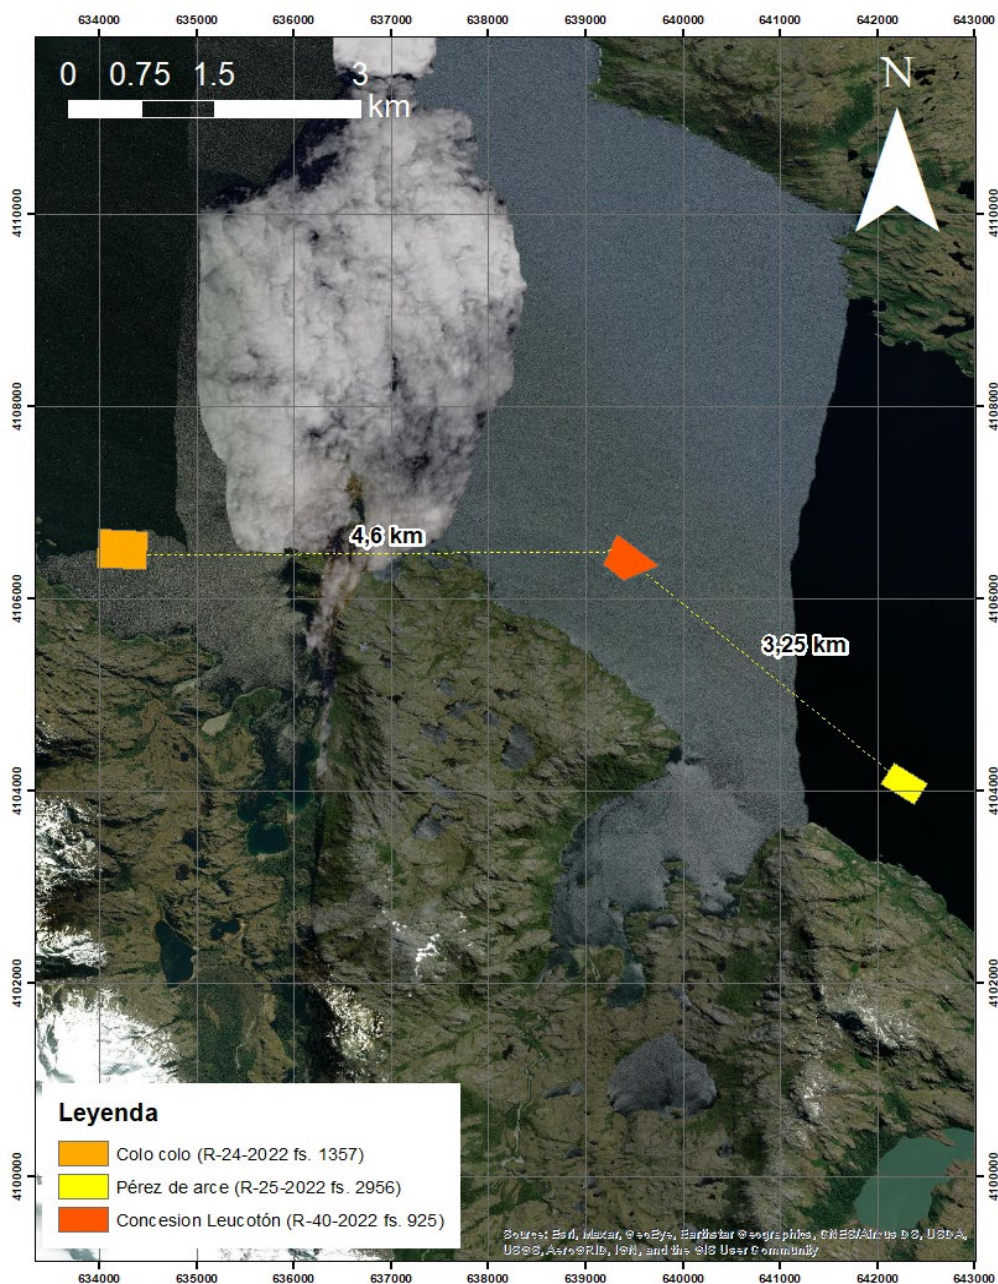 634000 635000 636000 637000 638000 639000 640000 641000 642000 643000
0 0.75 1.5 3
km
N
4110000
4110000
4108000
4108000
4,6 km
4106000
4106000
3,25 km
4104000
4104000
4102000
4102000
Leyenda
Colo colo (R-24-2022 fs. 1357)
Pérez de arce (R-25-2022 fs. 2956)
Concesion Leucotón (R-40-2022 fs. 925)
4100000
4100000
Source: Esri, Maxar, GeoEye, Earthstar Geographics, CNES/Airbus DS, USDA,
USGS, AeroGRID, IGN, and the GIS User Community
634000 635000 636000 637000 638000 639000 640000 641000 642000 643000